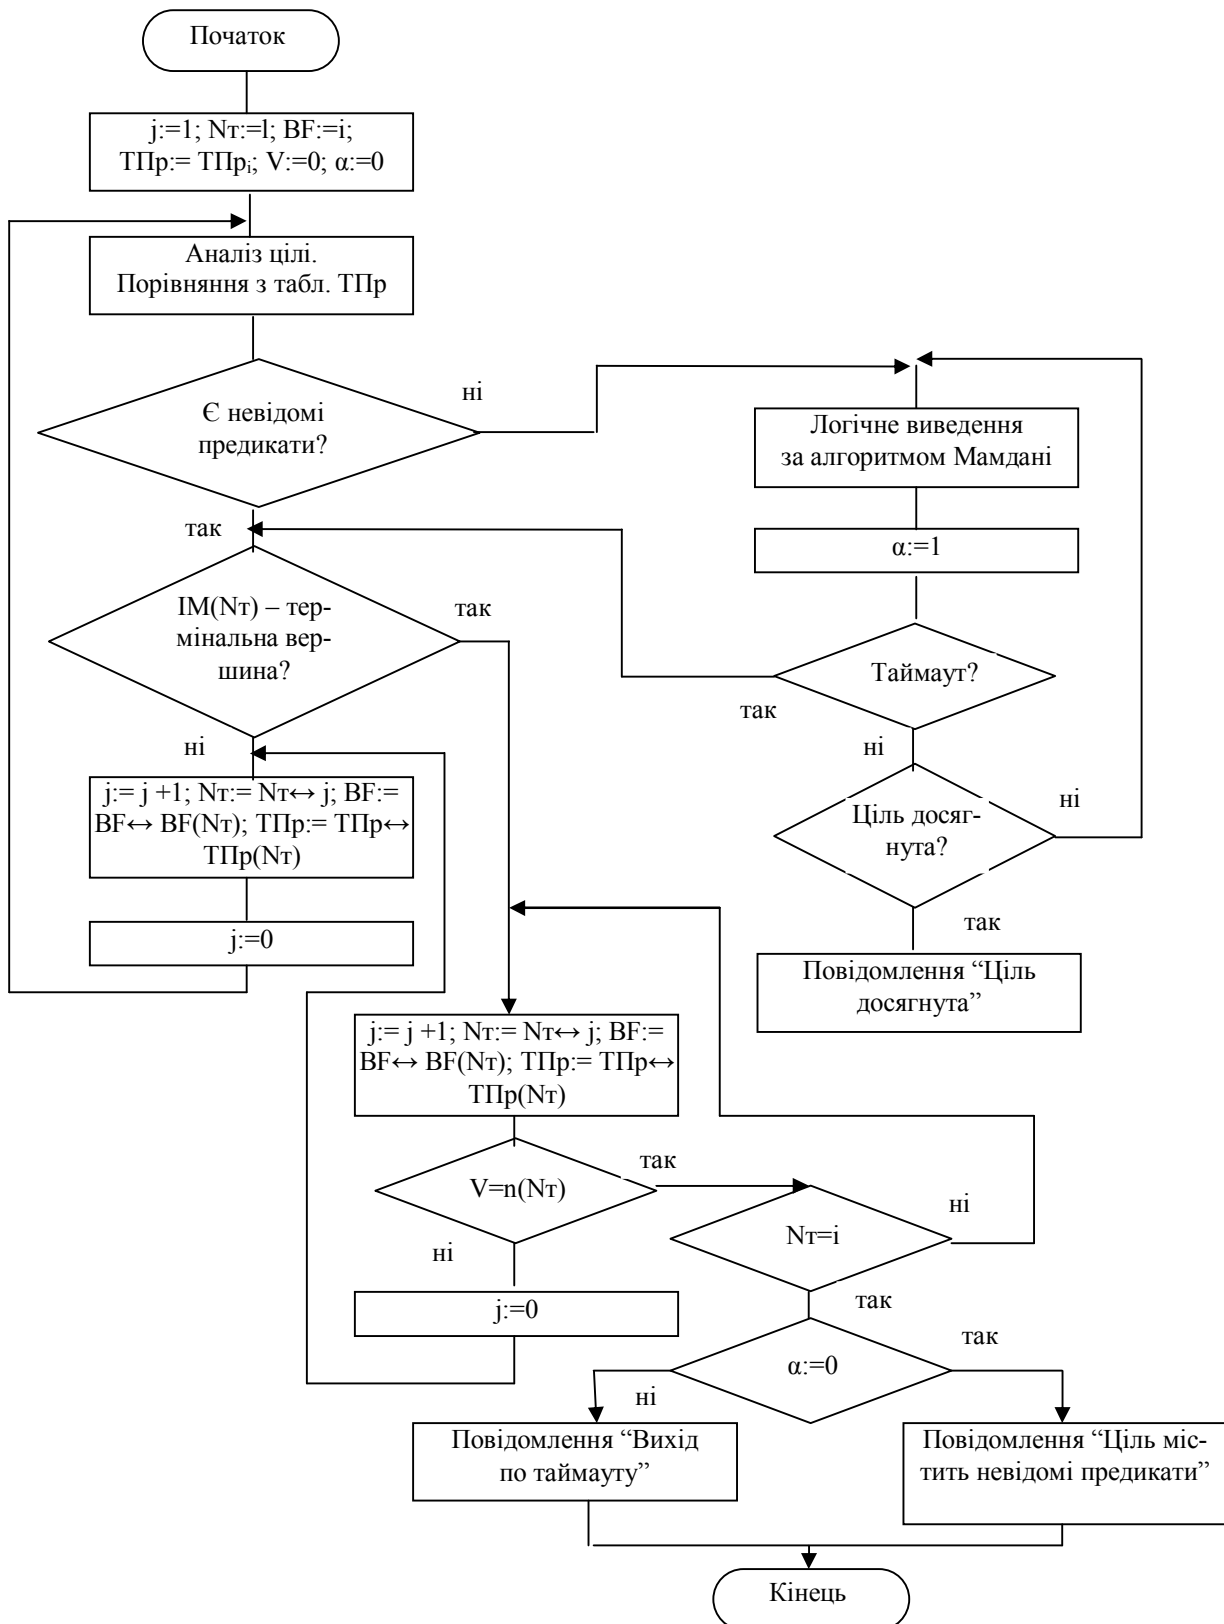 Початок
j:=1; Nт:=l; BF:=i;
ТПр:= ТПрᵢ; V:=0; α:=0
Аналіз цілі.
Порівняння з табл. ТПр
Є невідомі
предикати?
ні
так
Логічне виведення
за алгоритмом Мамдані
α:=1
ІМ(Nт) – тер-
мінальна вер-
шина?
так
ні
Таймаут?
так
ні
j:= j +1; Nт:= Nт↔ j; BF:=
BF↔ BF(Nт); ТПр:= ТПр↔
ТПр(Nт)
j:=0
Ціль досяг-
нута?
ні
так
Повідомлення “Ціль
досягнута”
j:= j +1; Nт:= Nт↔ j; BF:=
BF↔ BF(Nт); ТПр:= ТПр↔
ТПр(Nт)
V=n(Nт)
так
ні
j:=0
Nт=i
ні
так
α:=0
так
ні
Повідомлення “Вихід
по таймауту”
Повідомлення “Ціль міс-
тить невідомі предикати”
Кінець